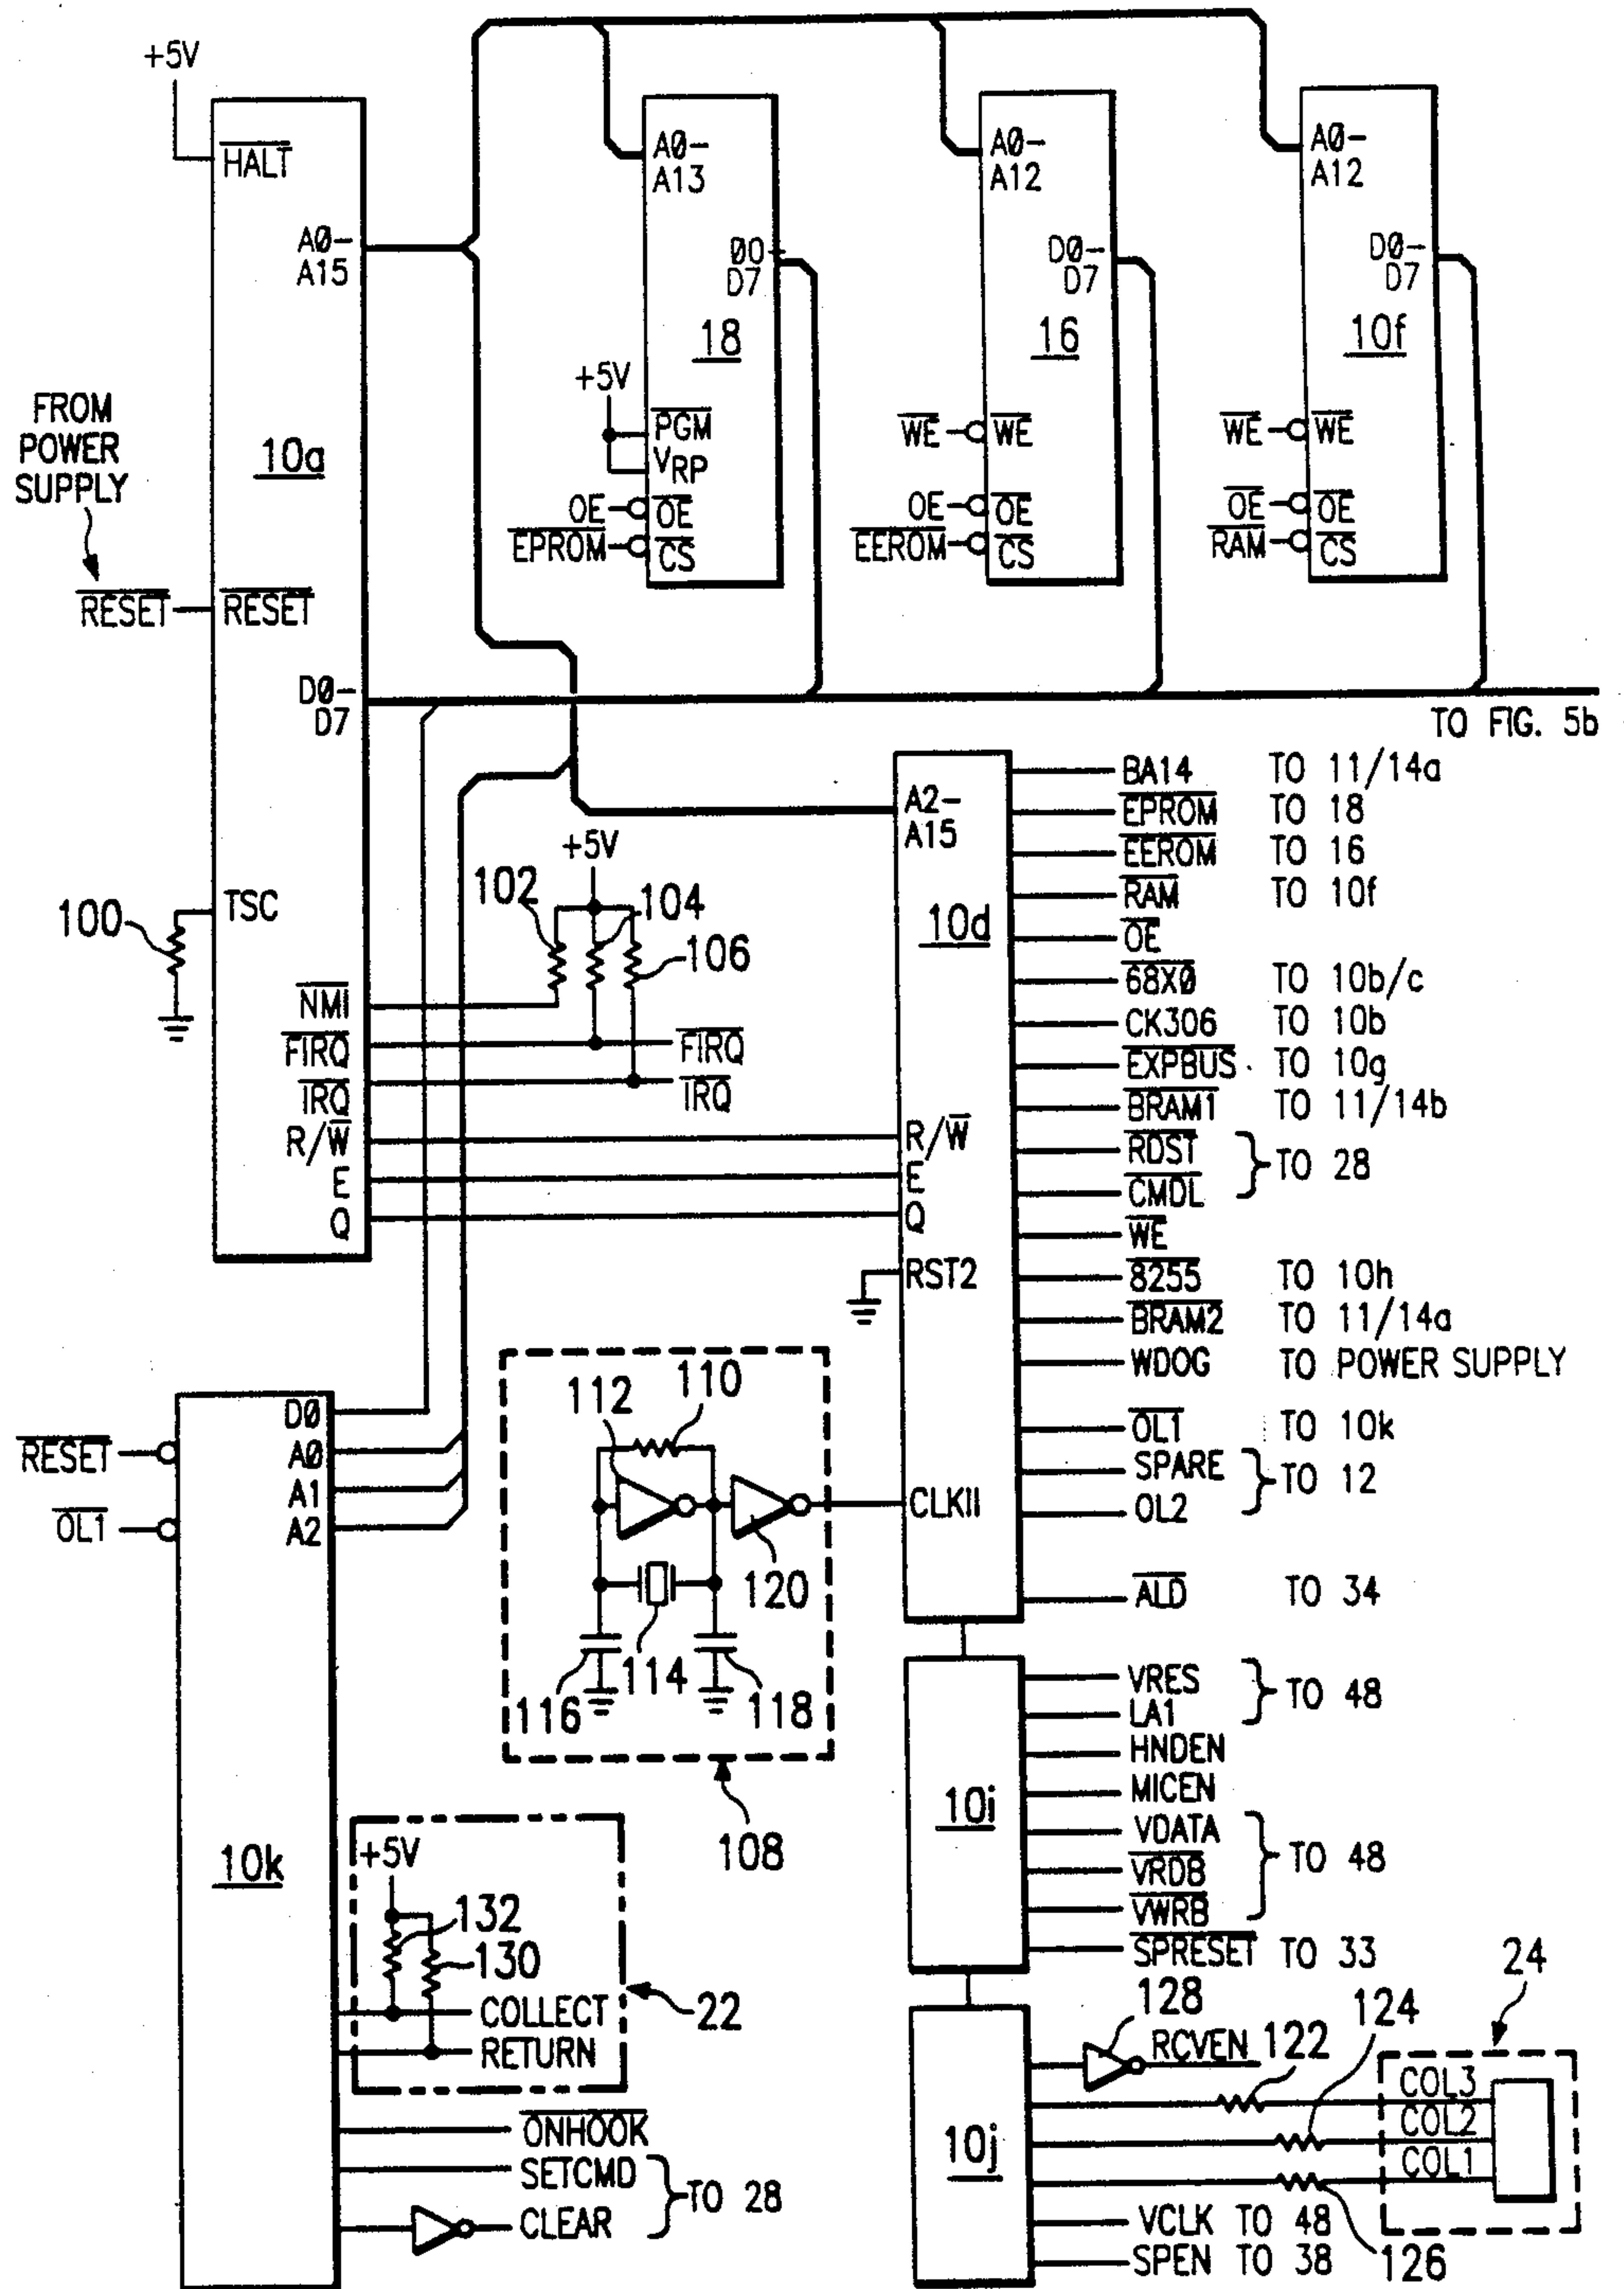 +5V
HALT
A0-
A15
FROM
POWER
SUPPLY
10a
RESET
RESET
D0-
D7
100
TSC
NMI
FIRQ
IRQ
R/W
E
Q
A0-
A13
00-
D7
18
+5V
PGM
VRP
OE
OE
EPROM
CS
A0-
A12
D0-
D7
16
WE
WE
OE
OE
EEROM
CS
A0-
A12
D0-
D7
10f
WE
WE
OE
OE
RAM
CS
TO FIG. 5b
+5V
102
104
106
FIRQ
IRQ
A2-
A15
10d
R/W
E
Q
RST2
CLKII
BA14 TO 11/14a
EPROM TO 18
EEROM TO 16
RAM TO 10f
OE
68X0 TO 10b/c
CK306 TO 10b
EXPBUS TO 10g
BRAM1 TO 11/14b
RDST
CMDL
TO 28
WE
8255 TO 10h
BRAM2 TO 11/14a
WDOG TO POWER SUPPLY
OL1 TO 10k
SPARE
OL2
TO 12
ALD TO 34
110
112
120
116
114
118
108
RESET
OL1
D0
A0
A1
A2
10k
+5V
132
130
COLLECT
RETURN
22
ONHOOK
SETCMD
CLEAR
TO 28
10i
VRES
LA1
TO 48
HNDEN
MICEN
VDATA
VRDB
VWRB
TO 48
SPRESET TO 33
10j
128
RCVEN
122
124
24
COL3
COL2
COL1
126
VCLK TO 48
SPEN TO 38